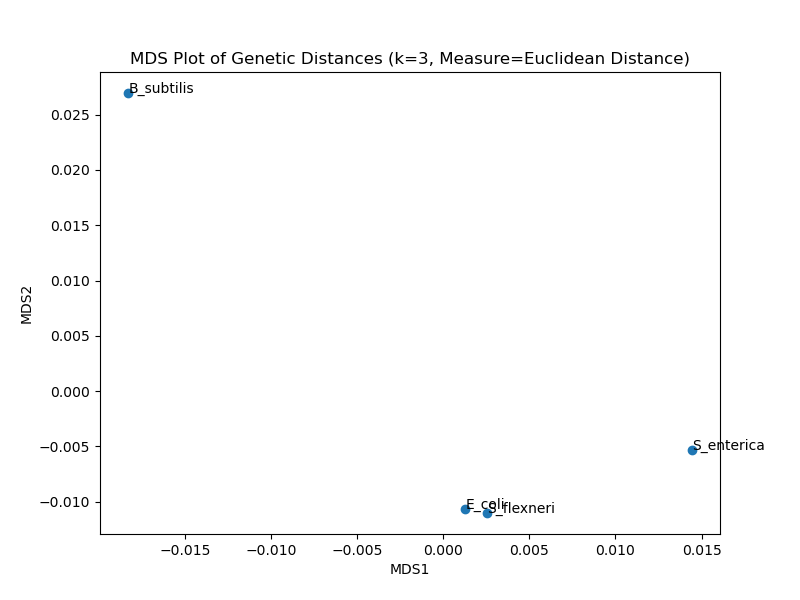 MDS Plot of Genetic Distances (k=3, Measure=Euclidean Distance)
B_subtilis
0.025
0.020
0.015
0.010
0.005
0.000
−0.005
−0.010
MDS2
S_enterica
E_coli
S_flexneri
−0.015
−0.010
−0.005
0.000
0.005
0.010
0.015
MDS1